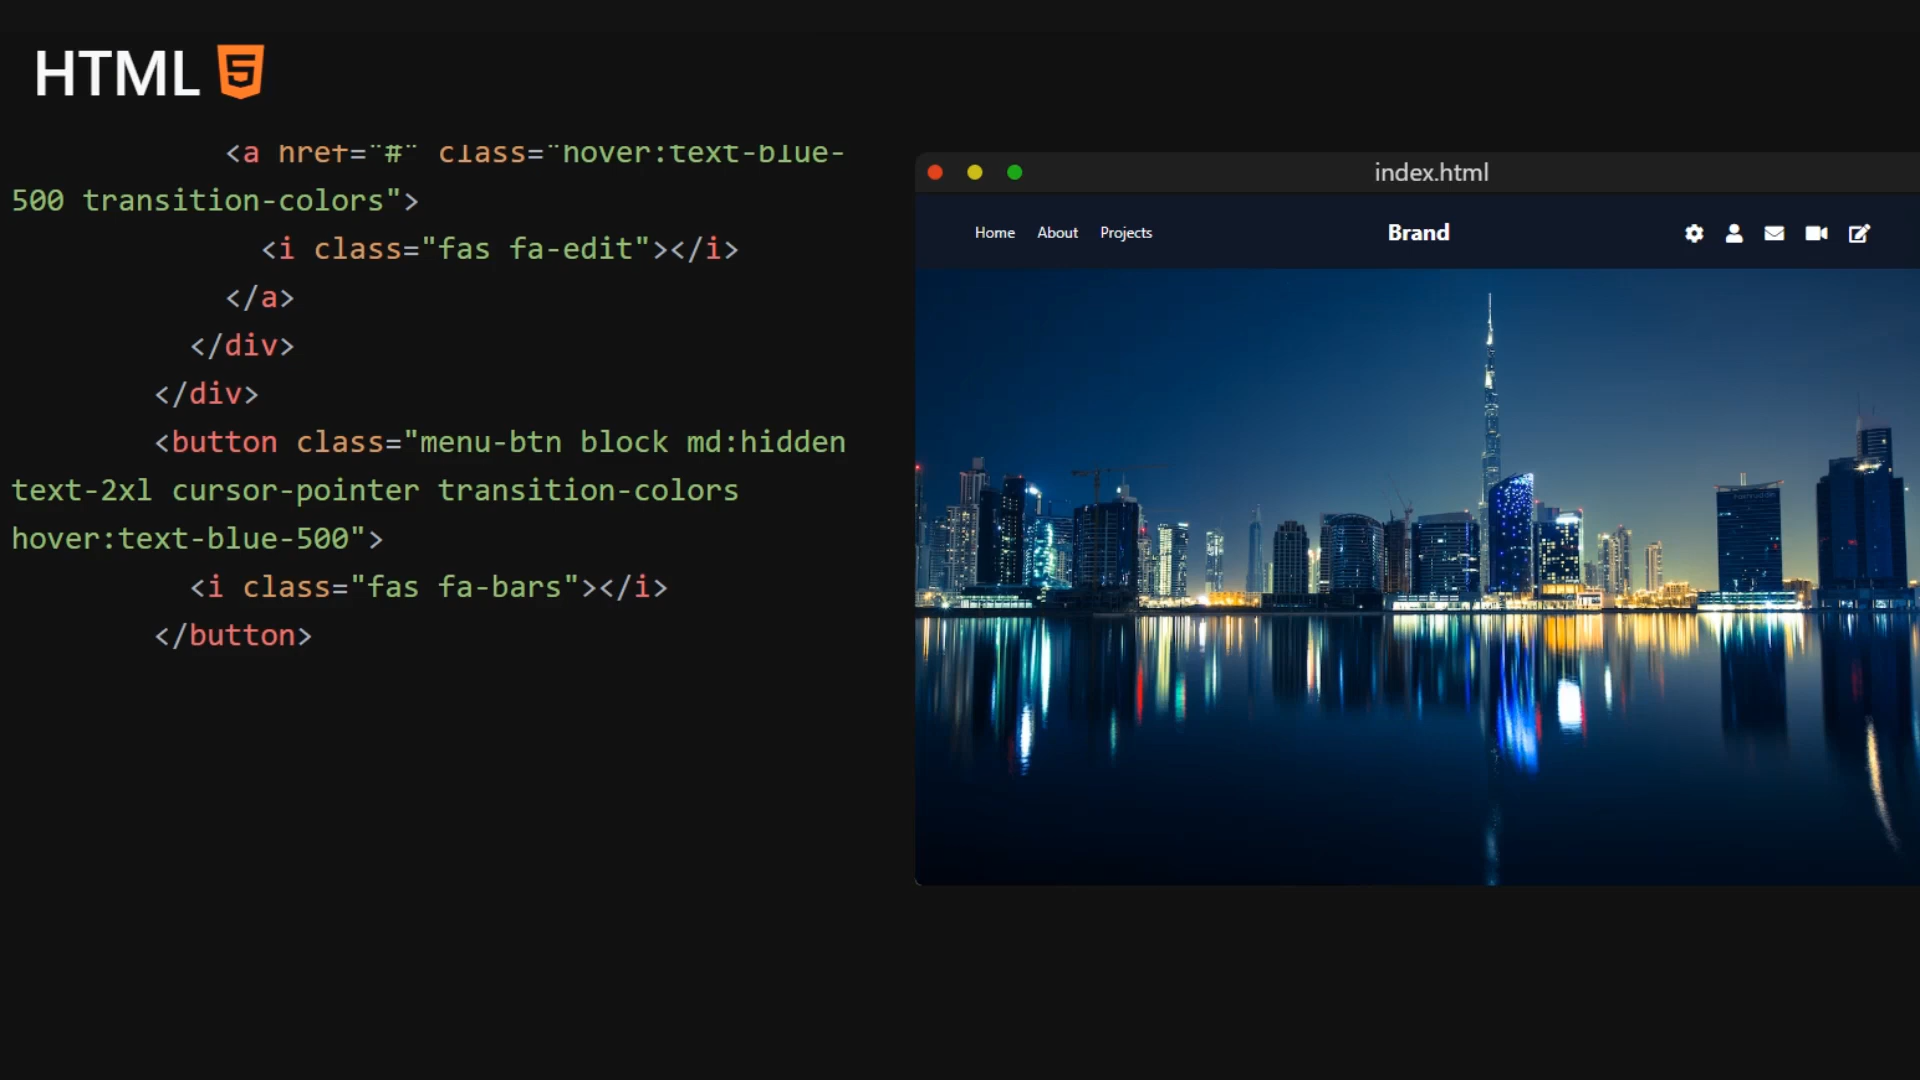 HTML 5
<a href="#" class="hover:text-blue-
500 transition-colors">
<i class="fas fa-edit"></i>
</a>
</div>
</div>
<button class="menu-btn block md:hidden
text-2xl cursor-pointer transition-colors
hover:text-blue-500">
<i class="fas fa-bars"></i>
</button>
index.html
Home About Projects Brand